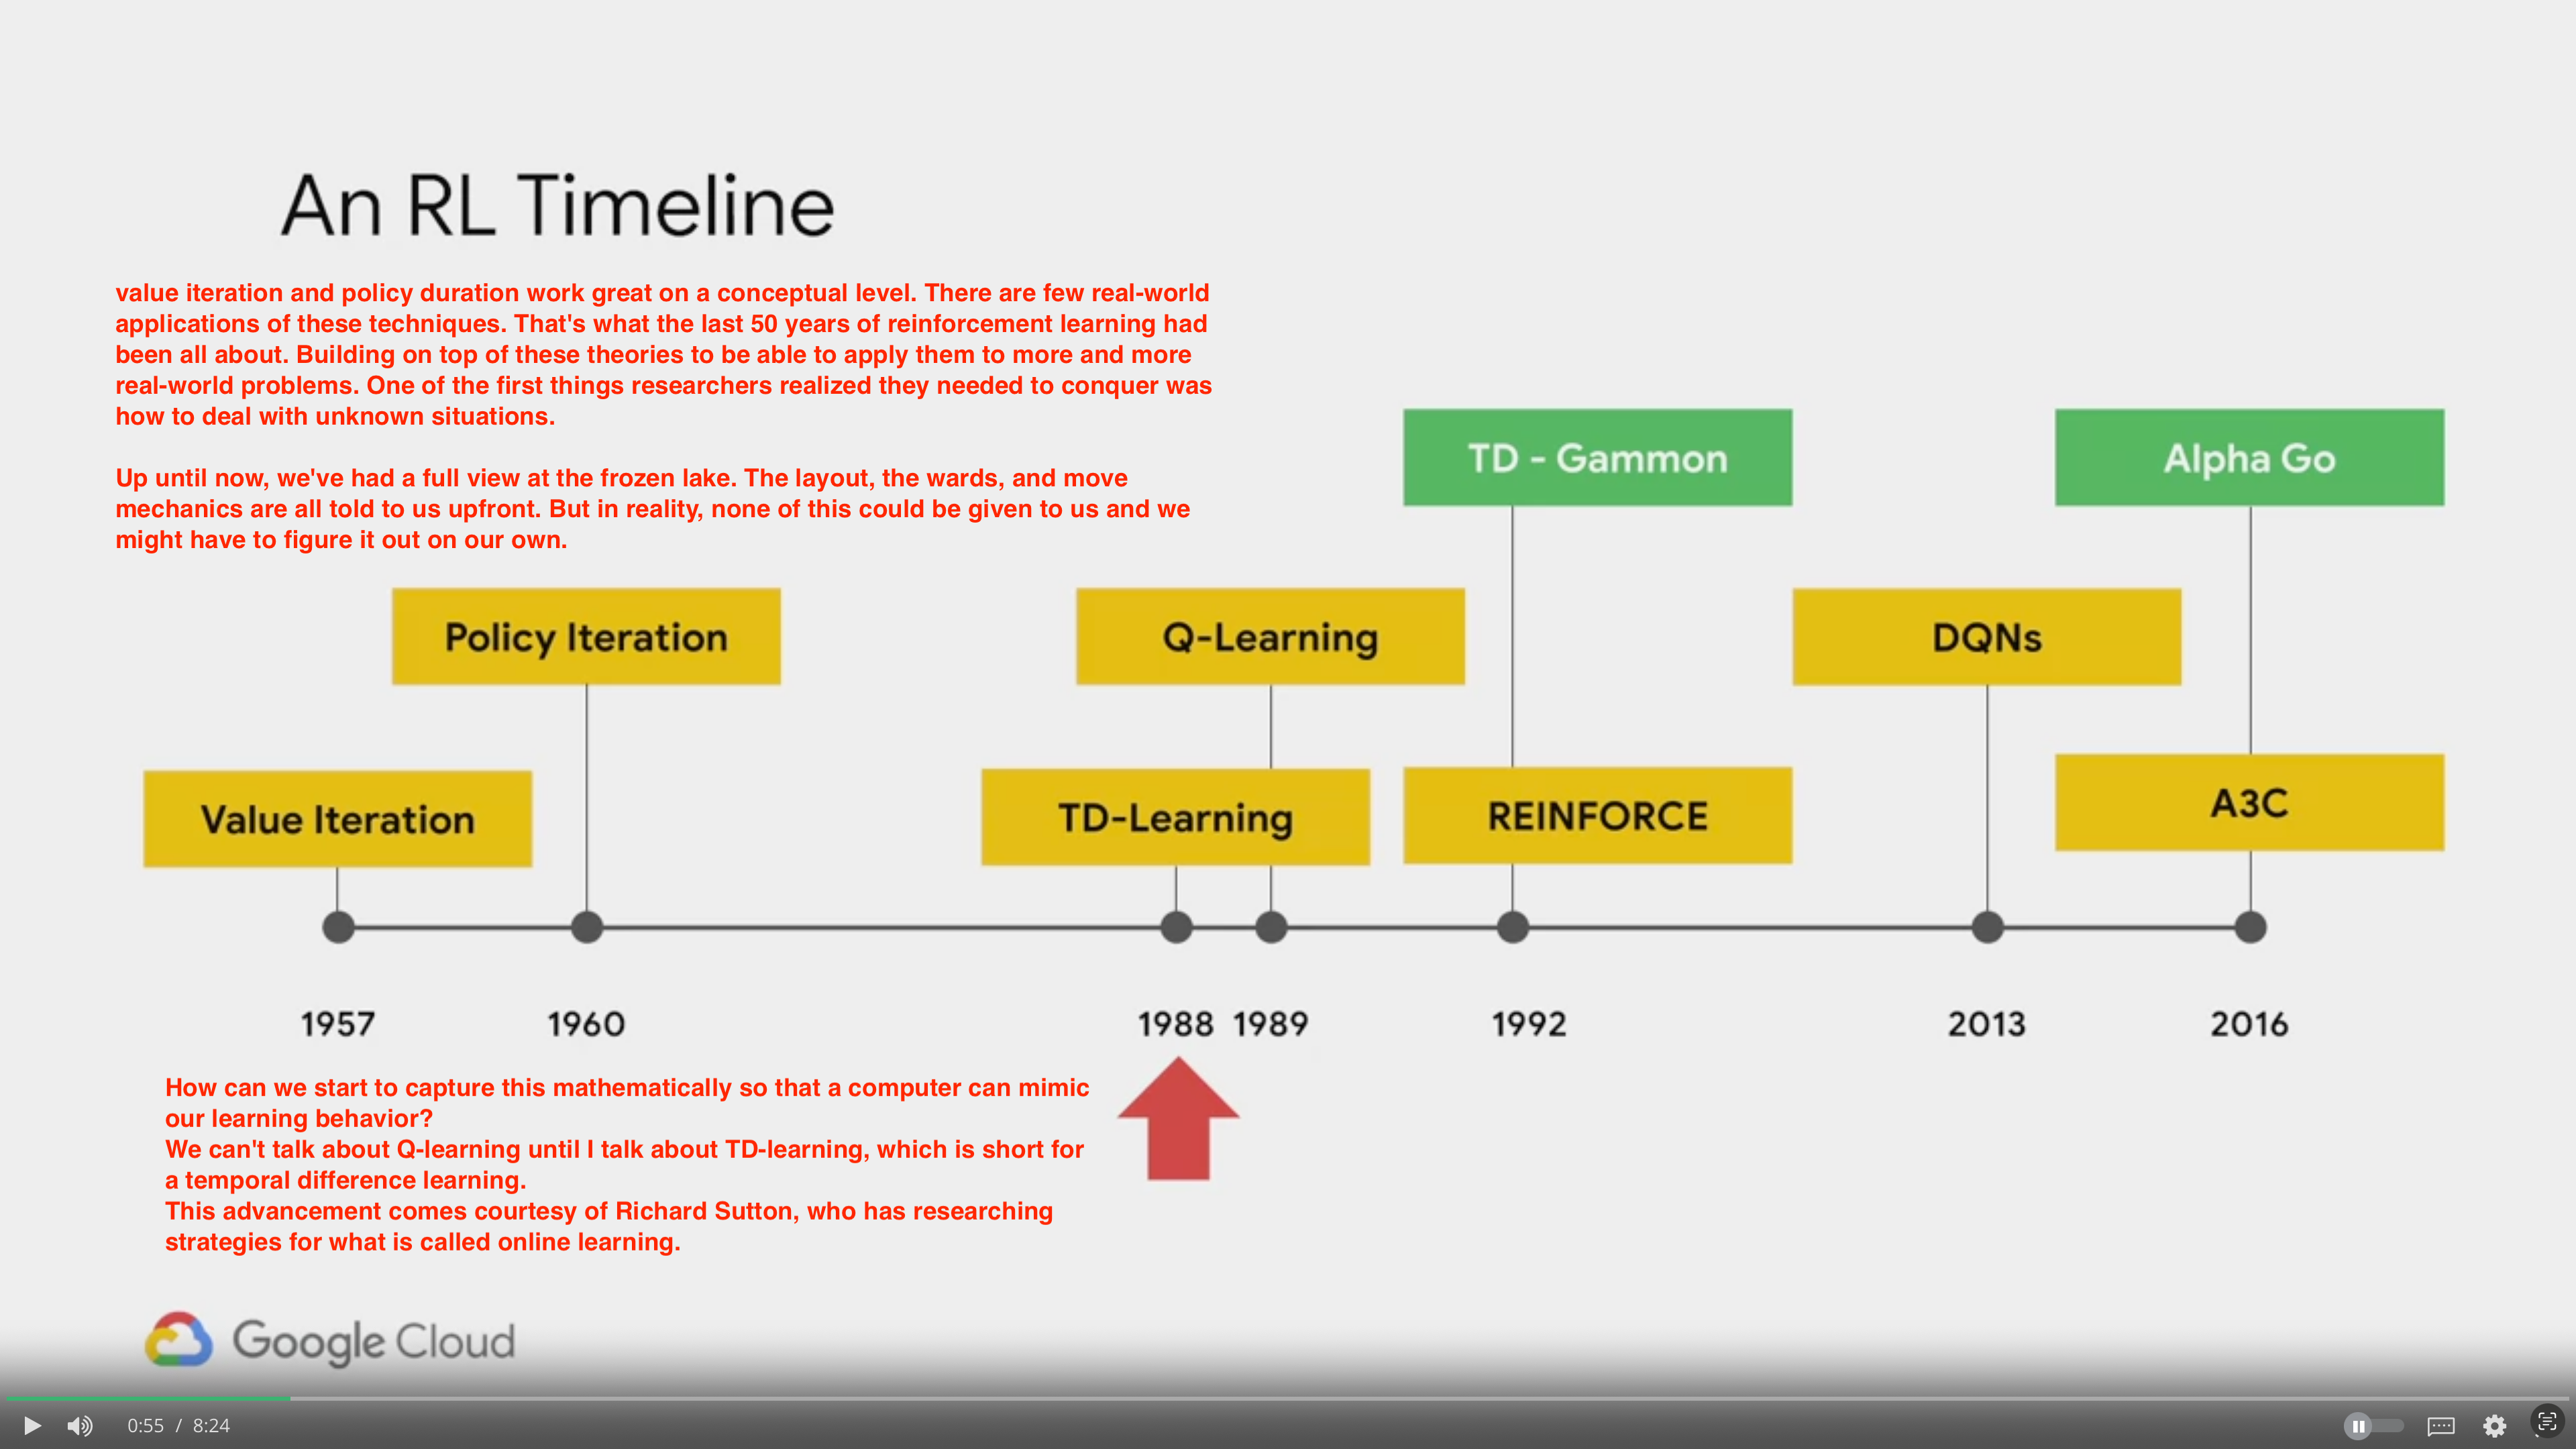 An RL Timeline
value iteration and policy duration work great on a conceptual level. There are few real-world
applications of these techniques. That's what the last 50 years of reinforcement learning had
been all about. Building on top of these theories to be able to apply them to more and more
real-world problems. One of the first things researchers realized they needed to conquer was
how to deal with unknown situations.
Up until now, we've had a full view at the frozen lake. The layout, the wards, and move
mechanics are all told to us upfront. But in reality, none of this could be given to us and we
might have to figure it out on our own.
TD - Gammon
Alpha Go
Policy Iteration
Q-Learning
DQNs
Value Iteration
TD-Learning
REINFORCE
A3C
1957
1960
1988
1989
1992
2013
2016
How can we start to capture this mathematically so that a computer can mimic
our learning behavior?
We can't talk about Q-learning until I talk about TD-learning, which is short for
a temporal difference learning.
This advancement comes courtesy of Richard Sutton, who has researching
strategies for what is called online learning.
Google Cloud
0:55 / 8:24